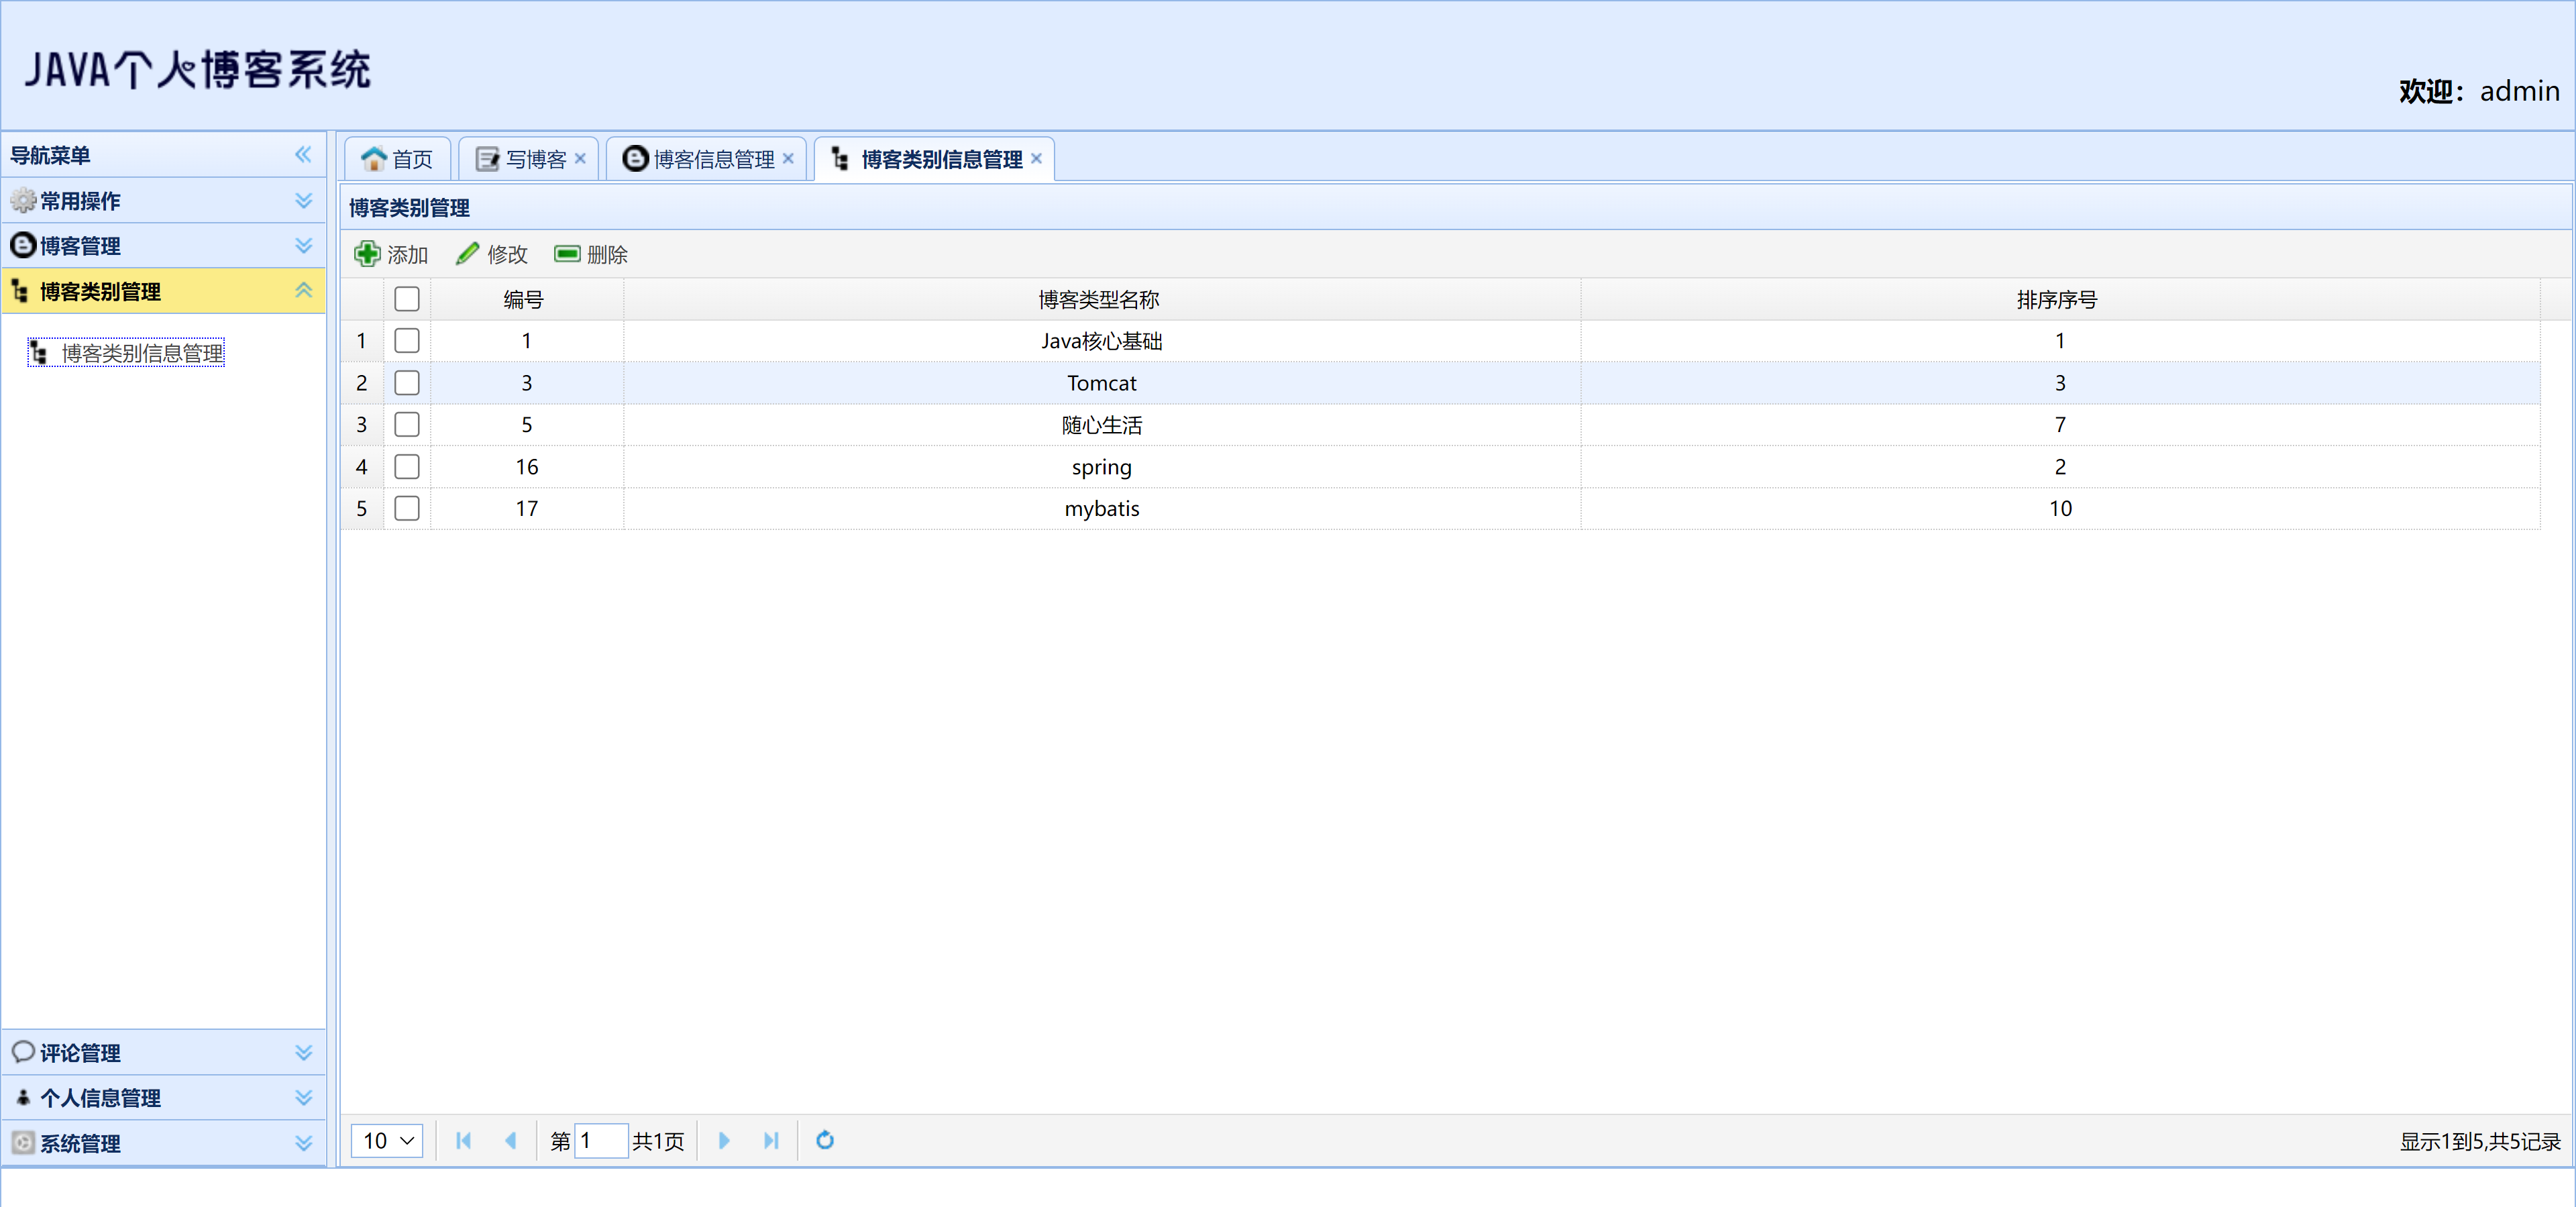 JAVA个人博客系统
欢迎：admin
导航菜单
常用操作
博客管理
博客类别管理
博客类别信息管理
评论管理
个人信息管理
系统管理
首页 写博客 博客信息管理 博客类别信息管理
博客类别管理
添加 修改 删除
编号 博客类型名称 排序序号
1 1 Java核心基础 1
2 3 Tomcat 3
3 5 随心生活 7
4 16 spring 2
5 17 mybatis 10
10 第 1 共1页 显示1到5,共5记录